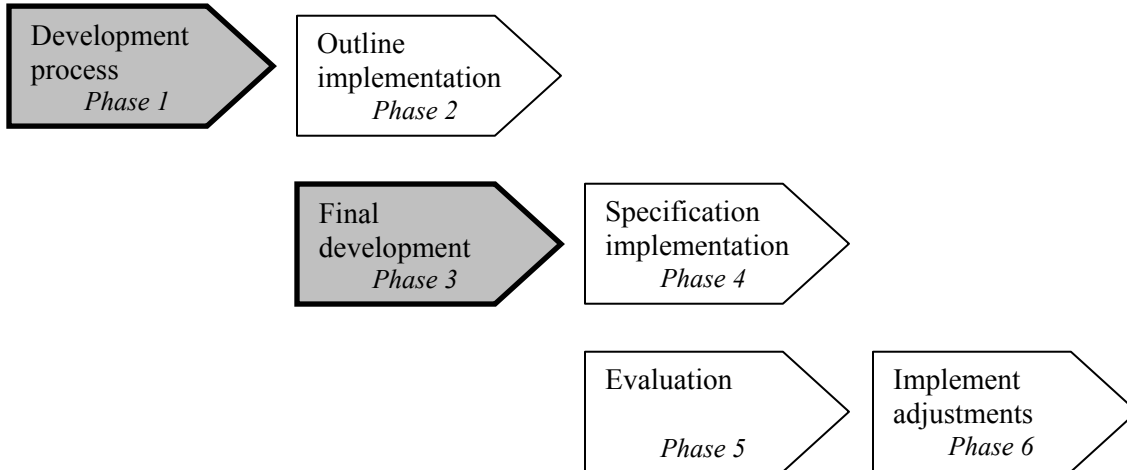 Development
process
Phase 1
Outline
implementation
Phase 2
Final
development
Phase 3
Specification
implementation
Phase 4
Evaluation
Phase 5
Implement
adjustments
Phase 6